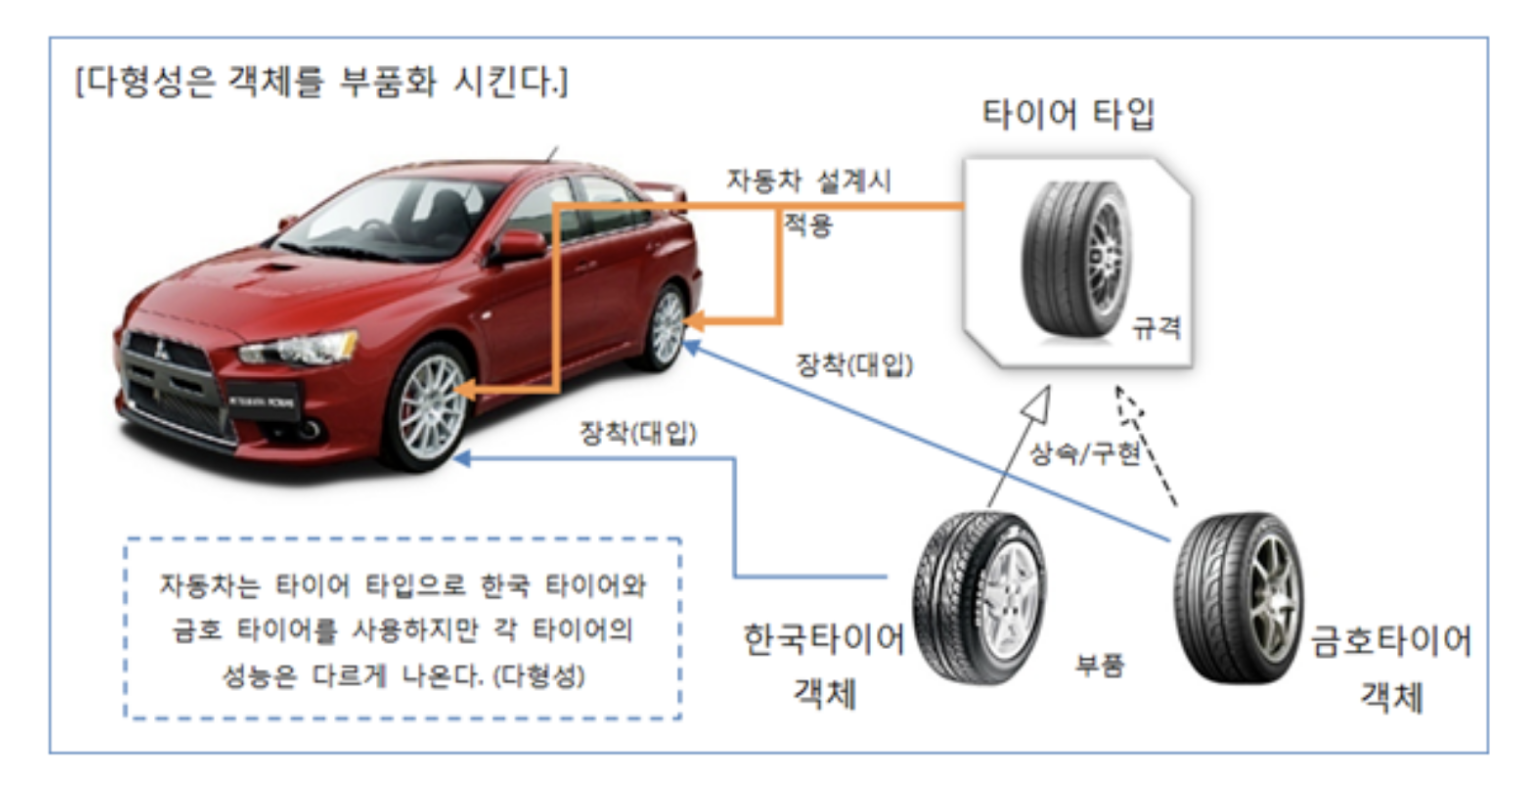 [다형성은 객체를 부품화 시킨다.]
타이어 타입
자동차 설계시
적용
규격
장착(대입)
장착(대입)
상속/구현
자동차는 타이어 타입으로 한국 타이어와
금호 타이어를 사용하지만 각 타이어의
성능은 다르게 나온다. (다형성)
한국타이어
객체
부품
금호타이어
객체